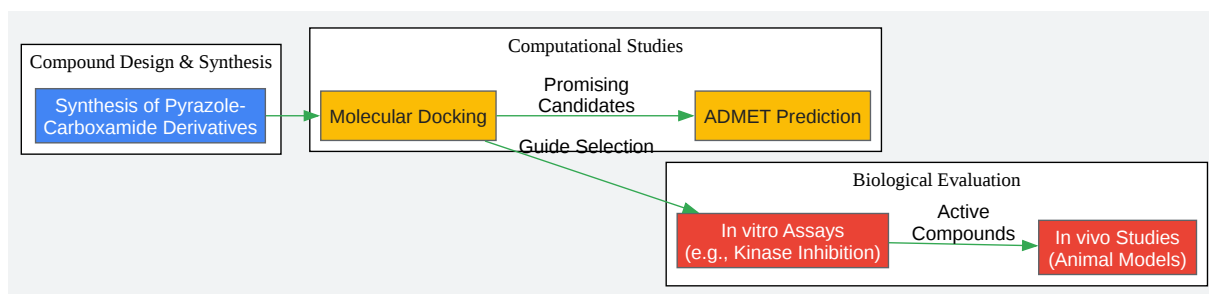 Compound Design & Synthesis
Synthesis of Pyrazole-
Carboxamide Derivatives
Computational Studies
Molecular Docking
Promising
Candidates
ADMET Prediction
Guide Selection
Biological Evaluation
In vitro Assays
(e.g., Kinase Inhibition)
Active
Compounds
In vivo Studies
(Animal Models)